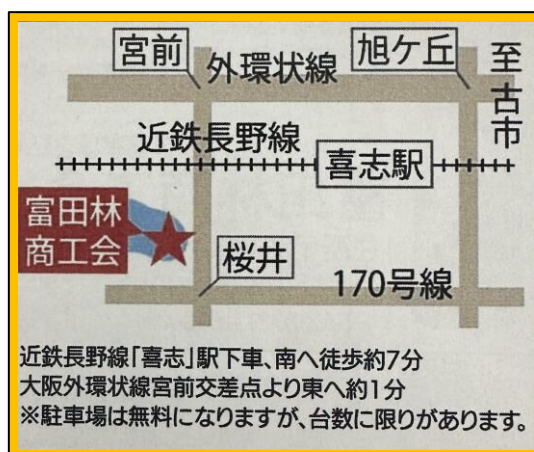 宮前
外環状線
旭ケ丘
至古市
近鉄長野線
喜志駅
富田林
商工会
桜井
170号線
近鉄長野線「喜志」駅下車、南へ徒歩約7分
大阪外環状線宮前交差点より東へ約1分
※駐車場は無料になりますが、台数に限りがあります。